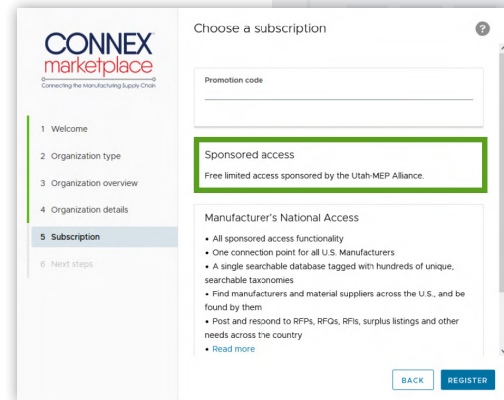 CONNEX
marketplace
Connecting the Manufacturing Supply Chain
1 Welcome
2 Organization type
3 Organization overview
4 Organization details
5 Subscription
6 Next steps
Choose a subscription
?
Promotion code
Sponsored access
Free limited access sponsored by the Utah-MEP Alliance.
Manufacturer's National Access
• All sponsored access functionality
• One connection point for all U.S. Manufacturers
• A single searchable database tagged with hundreds of unique,
searchable taxonomies
• Find manufacturers and material suppliers across the U.S., and be
found by them
• Post and respond to RFPs, RFQs, RFIs, surplus listings and other
needs across the country
• Read more
BACK
REGISTER